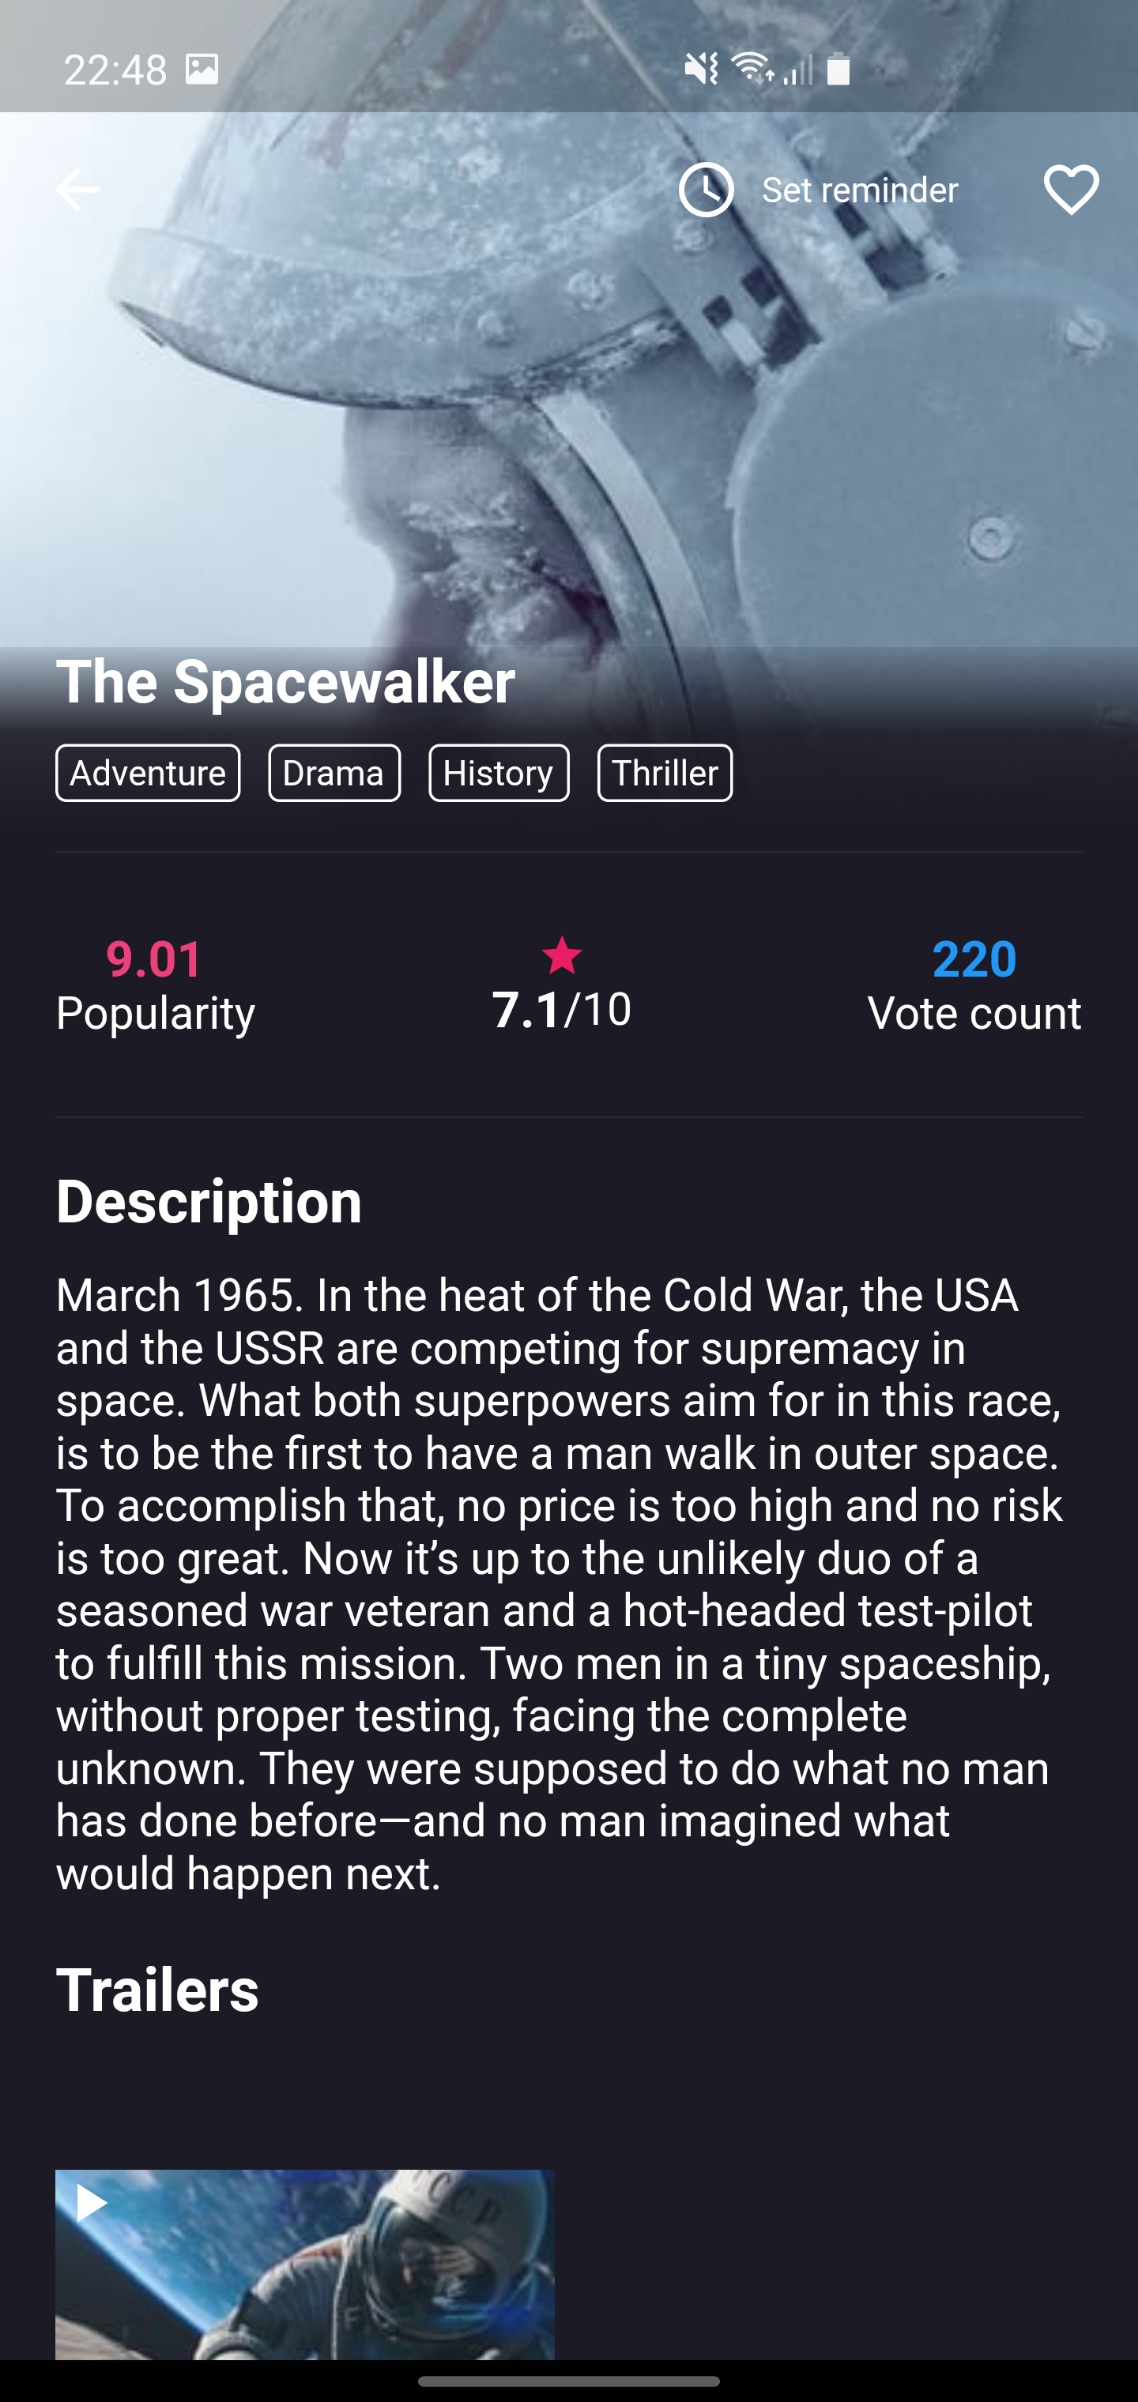 22:48
Set reminder
The Spacewalker
Adventure Drama History Thriller
9.01 220
Popularity 7.1/10 Vote count
Description
March 1965. In the heat of the Cold War, the USA
and the USSR are competing for supremacy in
space. What both superpowers aim for in this race,
is to be the first to have a man walk in outer space.
To accomplish that, no price is too high and no risk
is too great. Now it’s up to the unlikely duo of a
seasoned war veteran and a hot-headed test-pilot
to fulfill this mission. Two men in a tiny spaceship,
without proper testing, facing the complete
unknown. They were supposed to do what no man
has done before—and no man imagined what
would happen next.
Trailers
СССР